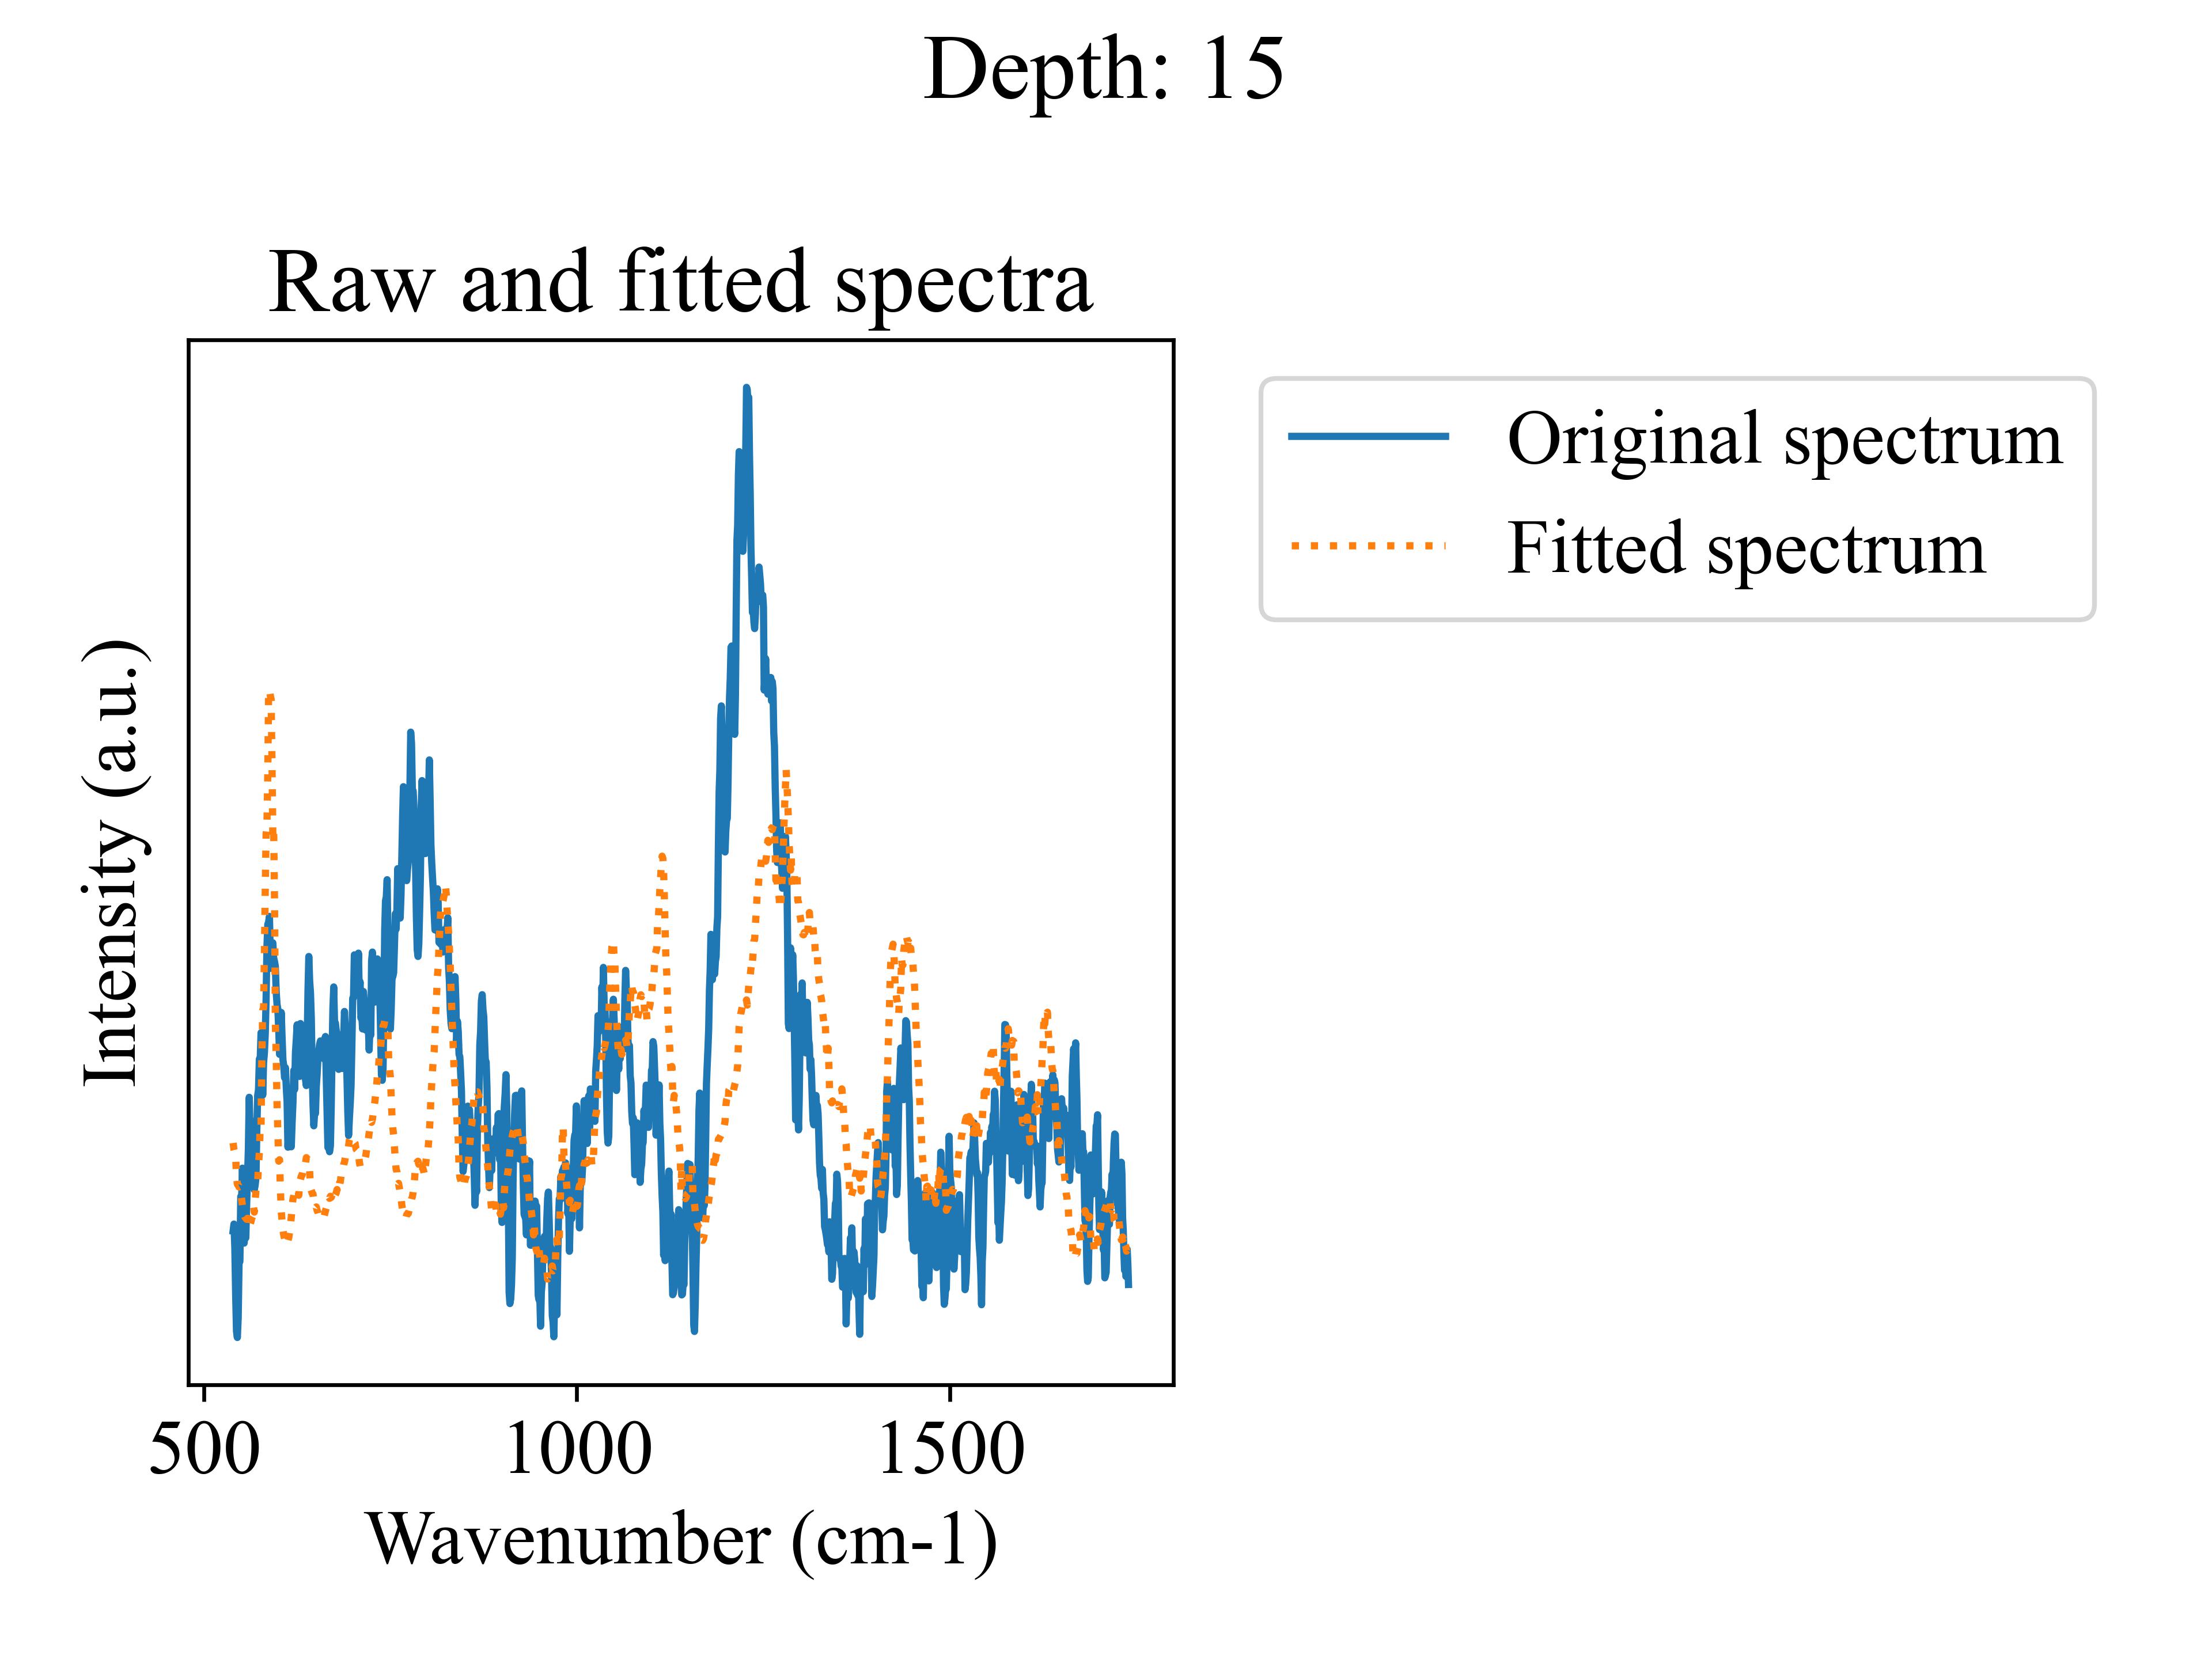 Depth: 15
Raw and fitted spectra
Original spectrum
Fitted spectrum
Intensity (a.u.)
500 1000 1500
Wavenumber (cm-1)